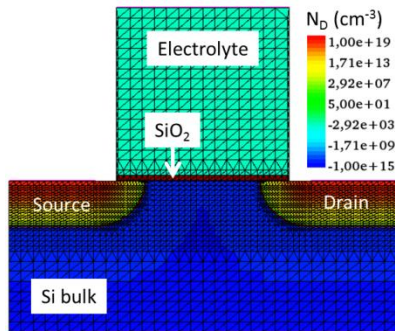 Electrolyte
SiO₂
Source
Drain
Si bulk
N_D (cm⁻³)
1,00e+19
1,71e+13
2,92e+07
5,00e+01
-2,92e+03
-1,71e+09
-1,00e+15